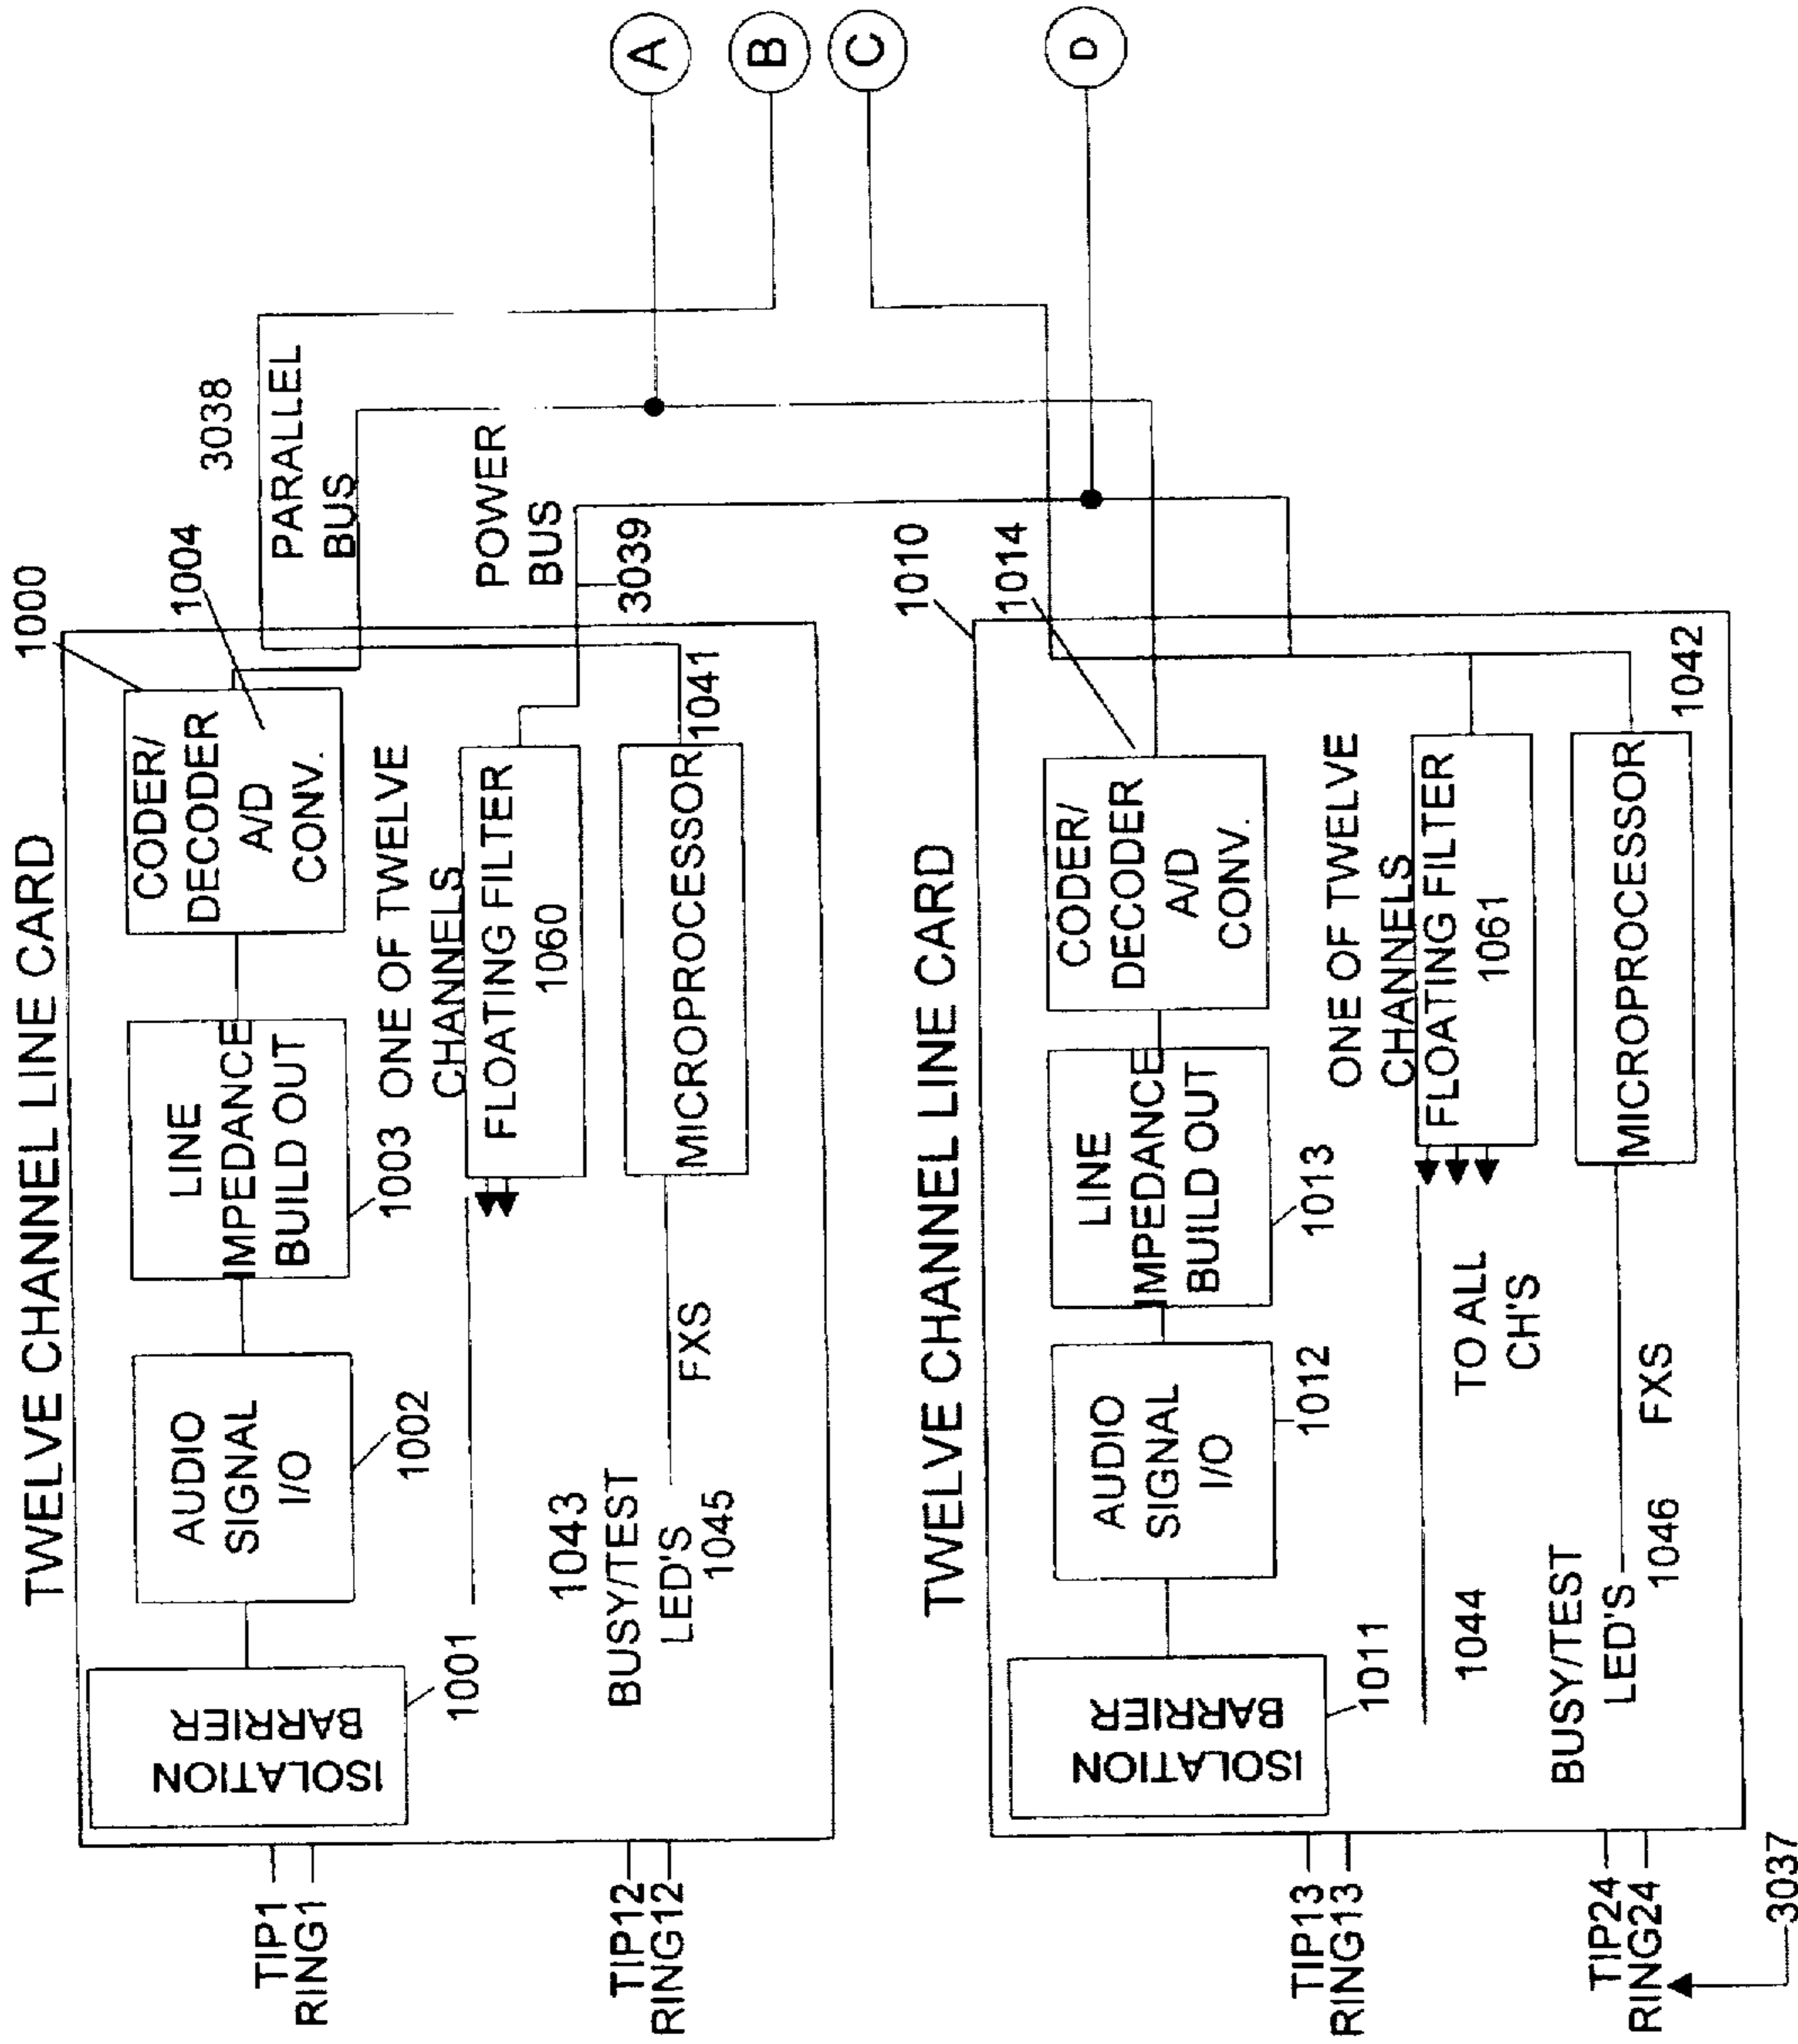 TWELVE CHANNEL LINE CARD
1000
TIP1
RING1
TIP12
RING12
ISOLATION
BARRIER
1001
AUDIO
SIGNAL
I/O
1002
LINE
IMPEDANCE
BUILD OUT
1003
CODER/
DECODER
A/D
CONV.
1004
ONE OF TWELVE
CHANNELS
FLOATING FILTER
1060
1043
BUSY/TEST
LED'S
1045
FXS
MICROPROCESSOR
1041
3038
PARALLEL
BUS
POWER
BUS
3039
A
B
C
D
TWELVE CHANNEL LINE CARD
1010
TIP13
RING13
TIP24
RING24
3037
ISOLATION
BARRIER
1011
AUDIO
SIGNAL
I/O
1012
LINE
IMPEDANCE
BUILD OUT
1013
CODER/
DECODER
A/D
CONV.
1014
ONE OF TWELVE
CHANNELS
FLOATING FILTER
1061
1044
TO ALL
CH'S
BUSY/TEST
LED'S
1046
FXS
MICROPROCESSOR
1042